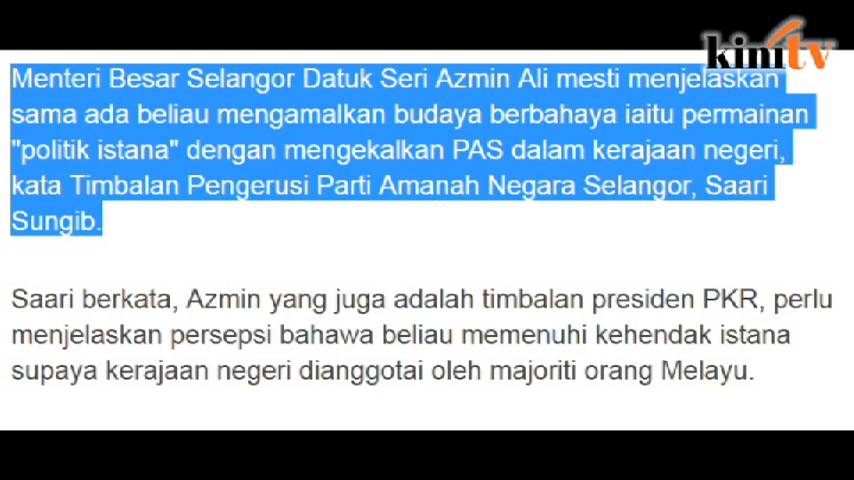 kinitv
Menteri Besar Selangor Datuk Seri Azmin Ali mesti menjelaskan
sama ada beliau mengamalkan budaya berbahaya iaitu permainan
"politik istana" dengan mengekalkan PAS dalam kerajaan negeri,
kata Timbalan Pengerusi Parti Amanah Negara Selangor, Saari
Sungib.
Saari berkata, Azmin yang juga adalah timbalan presiden PKR, perlu
menjelaskan persepsi bahawa beliau memenuhi kehendak istana
supaya kerajaan negeri dianggotai oleh majoriti orang Melayu.